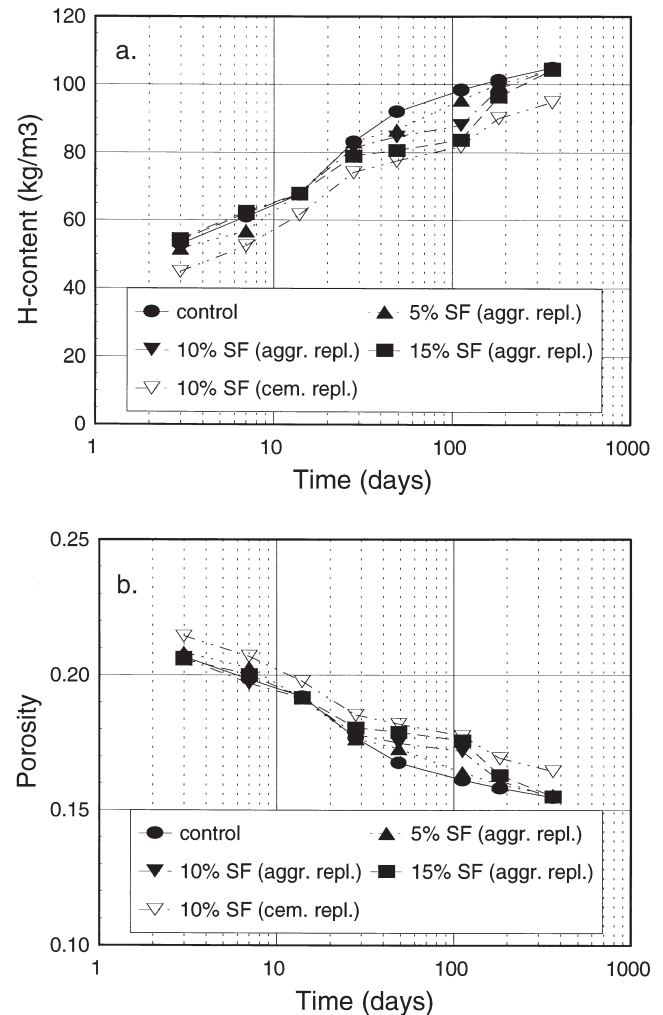 120
a.
100
80
60
40
20
0
H-content (kg/m3)
control
5% SF (aggr. repl.)
10% SF (aggr. repl.)
15% SF (aggr. repl.)
10% SF (cem. repl.)
1
10
100
1000
Time (days)
0.25
b.
0.20
0.15
0.10
Porosity
control
5% SF (aggr. repl.)
10% SF (aggr. repl.)
15% SF (aggr. repl.)
10% SF (cem. repl.)
1
10
100
1000
Time (days)